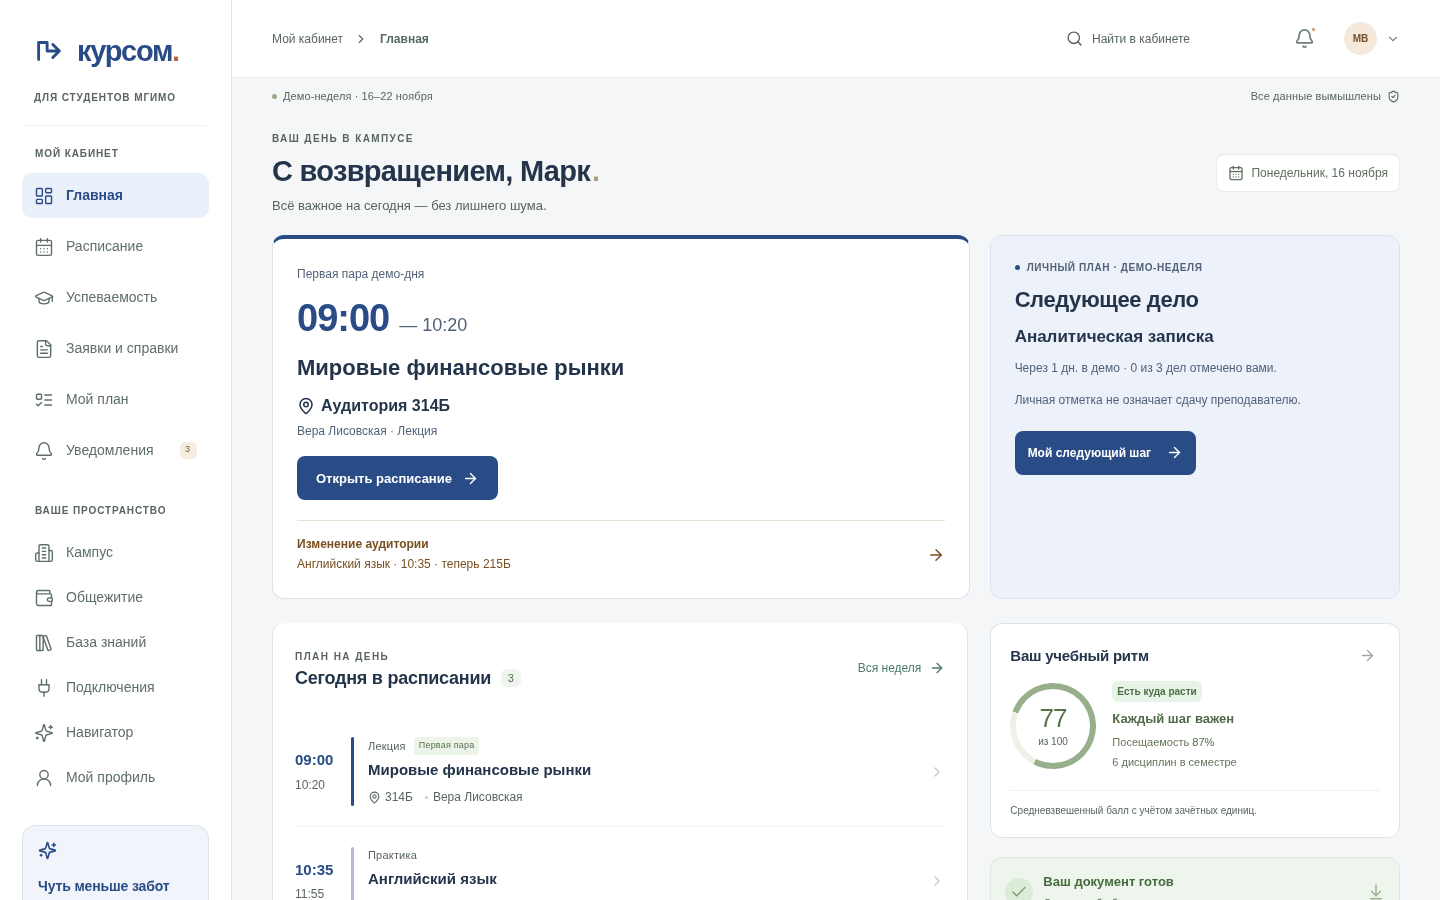 курсом.
ДЛЯ СТУДЕНТОВ МГИМО
МОЙ КАБИНЕТ
Главная
Расписание
Успеваемость
Заявки и справки
Мой план
Уведомления 3
ВАШЕ ПРОСТРАНСТВО
Кампус
Общежитие
База знаний
Подключения
Навигатор
Мой профиль
Чуть меньше забот
Мой кабинет Главная
Найти в кабинете
МВ
Демо-неделя · 16–22 ноября
Все данные вымышлены
ВАШ ДЕНЬ В КАМПУСЕ
С возвращением, Марк.
Всё важное на сегодня — без лишнего шума.
Понедельник, 16 ноября
Первая пара демо-дня
09:00 — 10:20
Мировые финансовые рынки
Аудитория 314Б
Вера Лисовская · Лекция
Открыть расписание
Изменение аудитории
Английский язык · 10:35 · теперь 215Б
ЛИЧНЫЙ ПЛАН · ДЕМО-НЕДЕЛЯ
Следующее дело
Аналитическая записка
Через 1 дн. в демо · 0 из 3 дел отмечено вами.
Личная отметка не означает сдачу преподавателю.
Мой следующий шаг
ПЛАН НА ДЕНЬ
Сегодня в расписании 3
Вся неделя
09:00
10:20
Лекция Первая пара
Мировые финансовые рынки
314Б · Вера Лисовская
10:35
11:55
Практика
Английский язык
Ваш учебный ритм
77
из 100
Есть куда расти
Каждый шаг важен
Посещаемость 87%
6 дисциплин в семестре
Средневзвешенный балл с учётом зачётных единиц.
Ваш документ готов